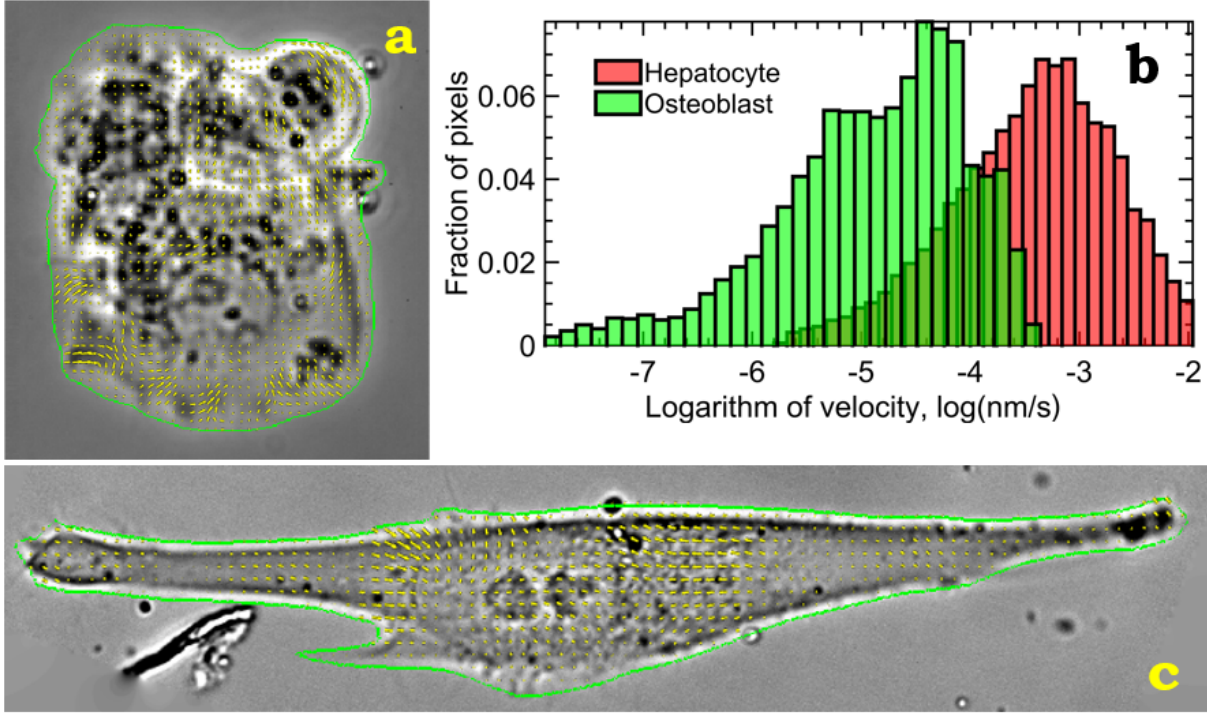 a
b
Hepatocyte
Osteoblast
Fraction of pixels
0.06
0.04
0.02
0
-7 -6 -5 -4 -3 -2
Logarithm of velocity, log(nm/s)
c